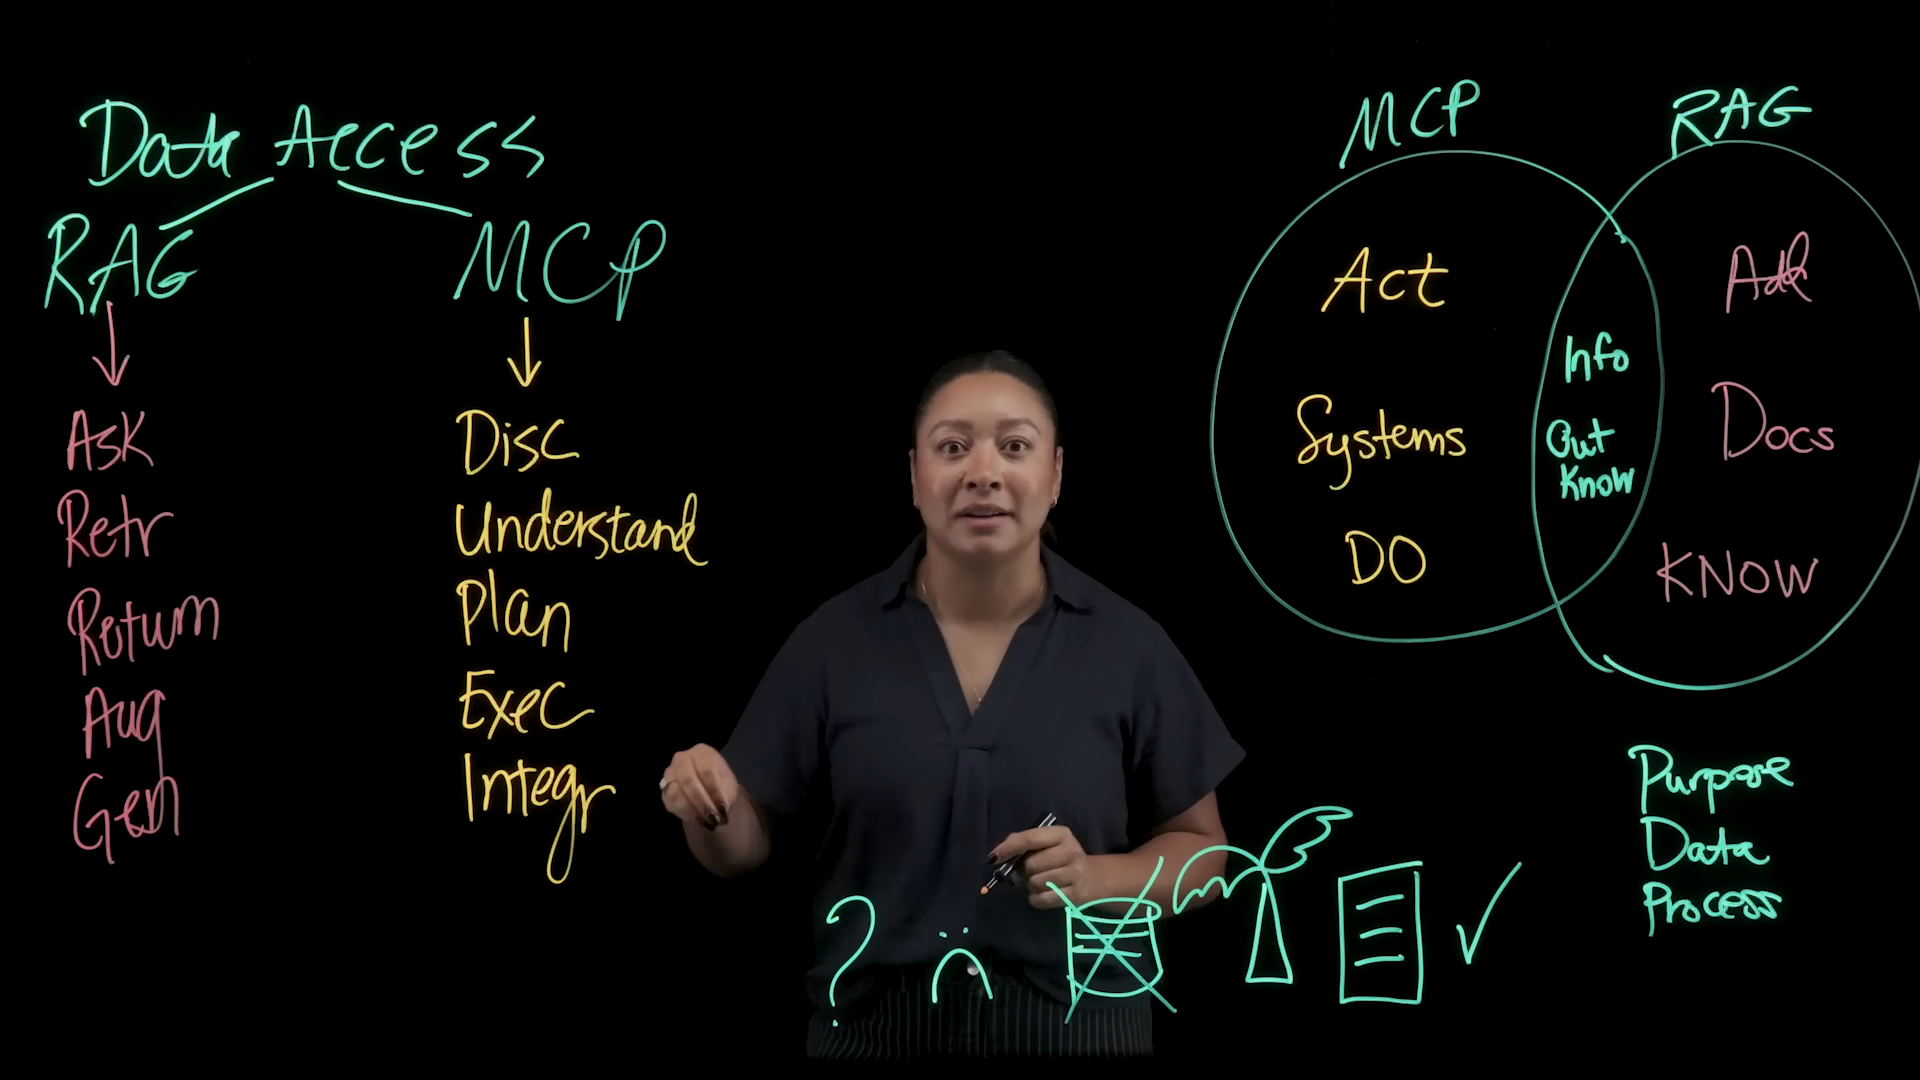 Data Access
RAG
MCP
Ask
Retr
Return
Aug
Gen
Disc
Understand
Plan
Exec
Integr
?
MCP
RAG
Act
Systems
DO
Info
Out
Know
Add
Docs
KNOW
Purpose
Data
Process